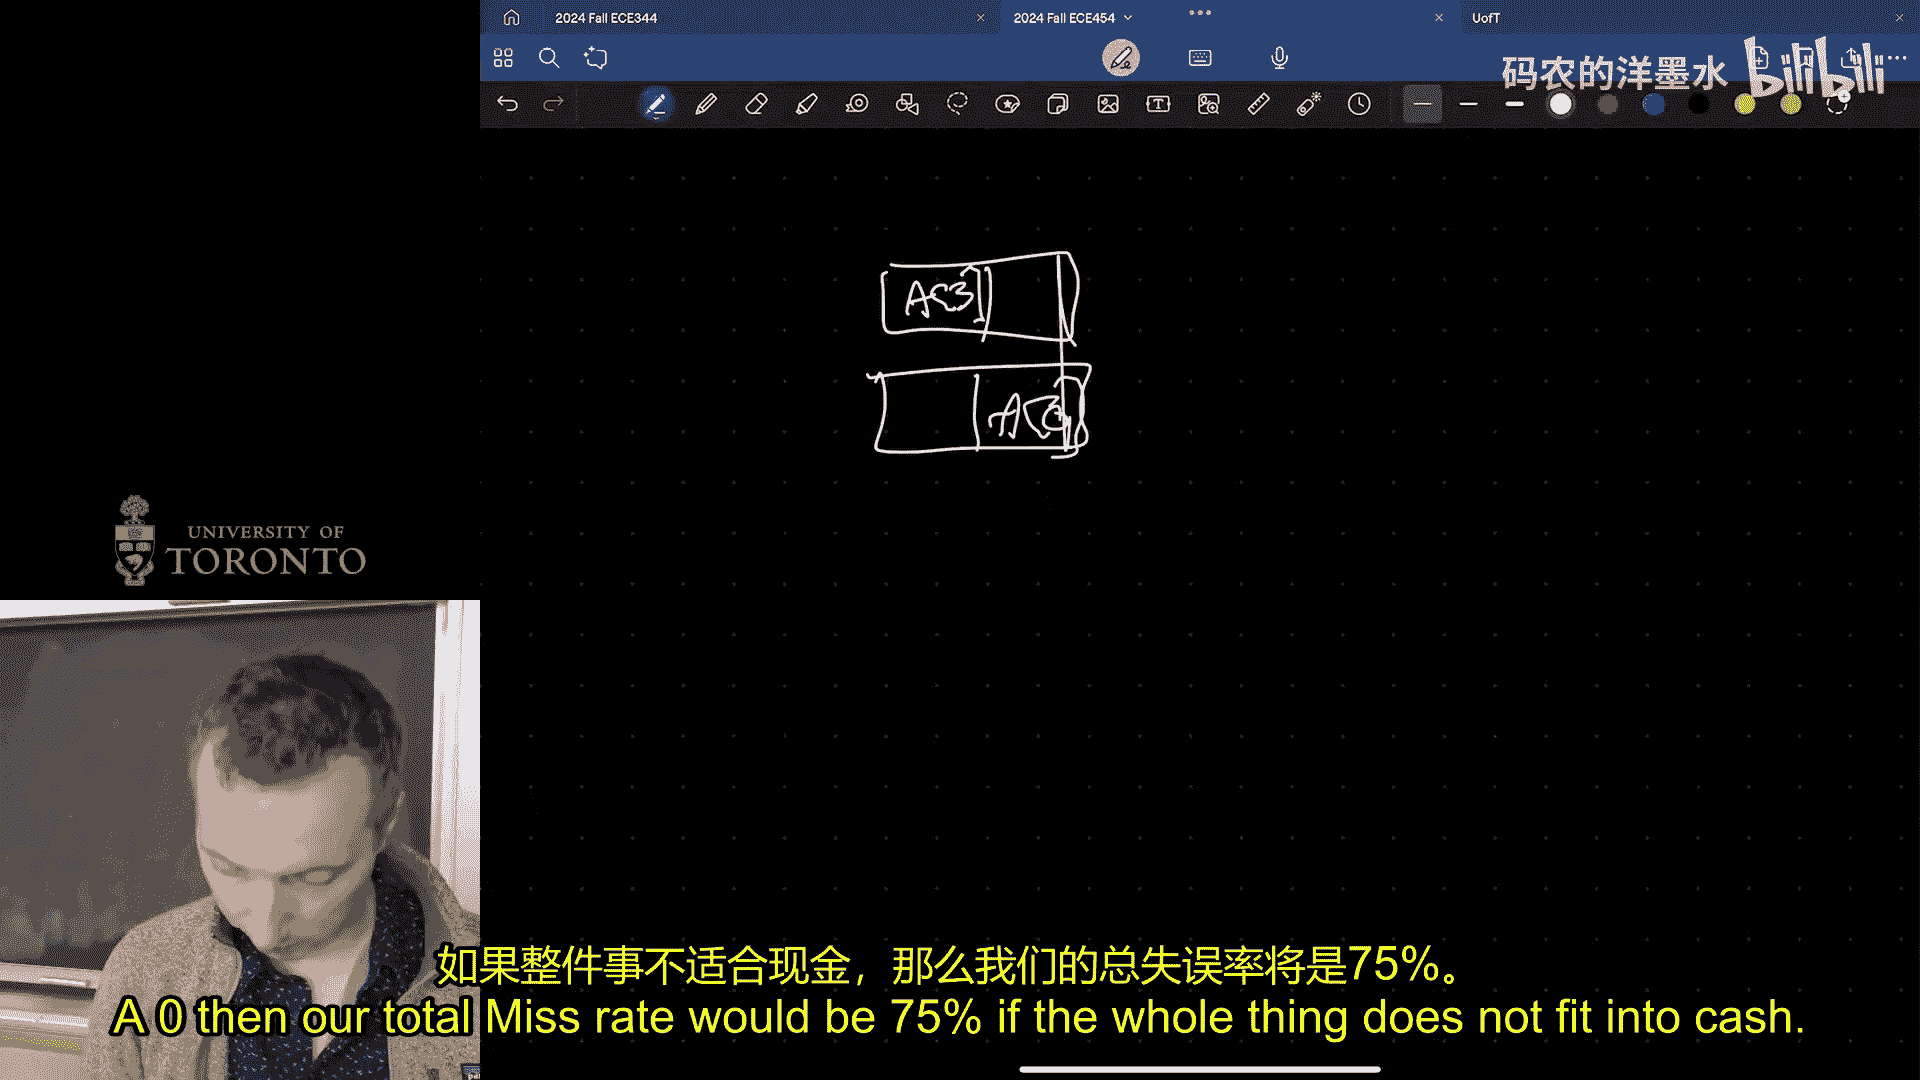 2024 Fall ECE344
2024 Fall ECE454
UofT
码农的洋墨水 bilibili
A[3]
UNIVERSITY OF
TORONTO
如果整件事不适合现金，那么我们的总失误率将是75%。
A 0 then our total Miss rate would be 75% if the whole thing does not fit into cash.